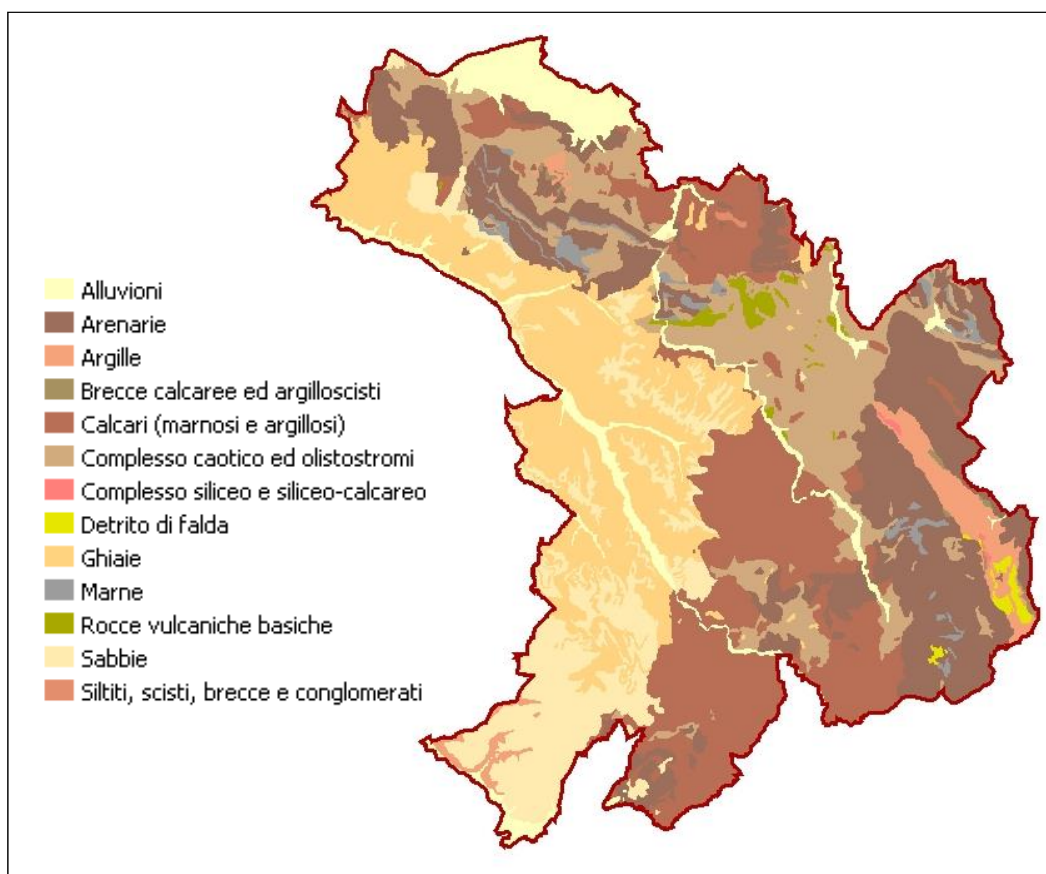 Alluvioni
Arenarie
Argille
Brecce calcaree ed argilloscisti
Calcari (marnosi e argillosi)
Complesso caotico ed olistostromi
Complesso siliceo e siliceo-calcareo
Detrito di falda
Ghiaie
Marne
Rocce vulcaniche basiche
Sabbie
Siltiti, scisti, brecce e conglomerati